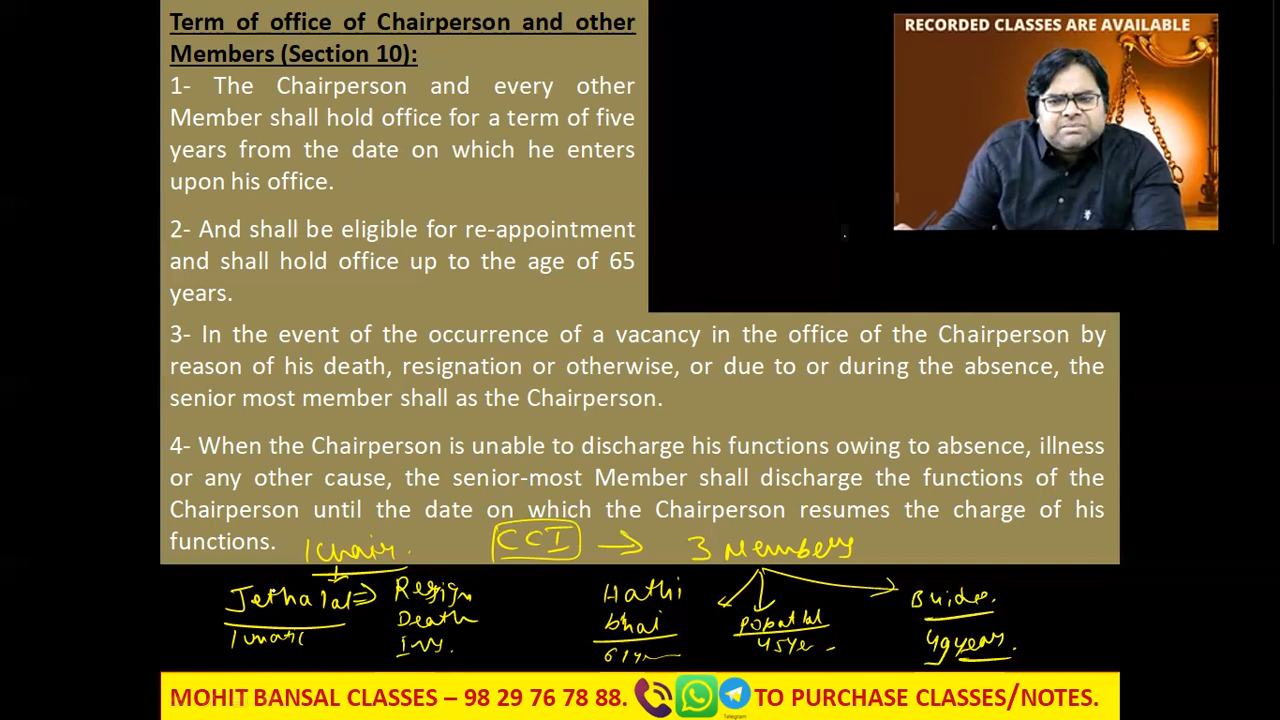 Term of office of Chairperson and other
Members (Section 10):
1- The Chairperson and every other
Member shall hold office for a term of five
years from the date on which he enters
upon his office.
2- And shall be eligible for re-appointment
and shall hold office up to the age of 65
years.
3- In the event of the occurrence of a vacancy in the office of the Chairperson by
reason of his death, resignation or otherwise, or due to or during the absence, the
senior most member shall as the Chairperson.
4- When the Chairperson is unable to discharge his functions owing to absence, illness
or any other cause, the senior-most Member shall discharge the functions of the
Chairperson until the date on which the Chairperson resumes the charge of his
functions.
RECORDED CLASSES ARE AVAILABLE
1 Chair.
CCI → 3 Members
Jethalal ⇒ Resign
Death
Hathi
bhai
Popatlal
45
49 years.
MOHIT BANSAL CLASSES – 98 29 76 78 88.
Telegram
TO PURCHASE CLASSES/NOTES.